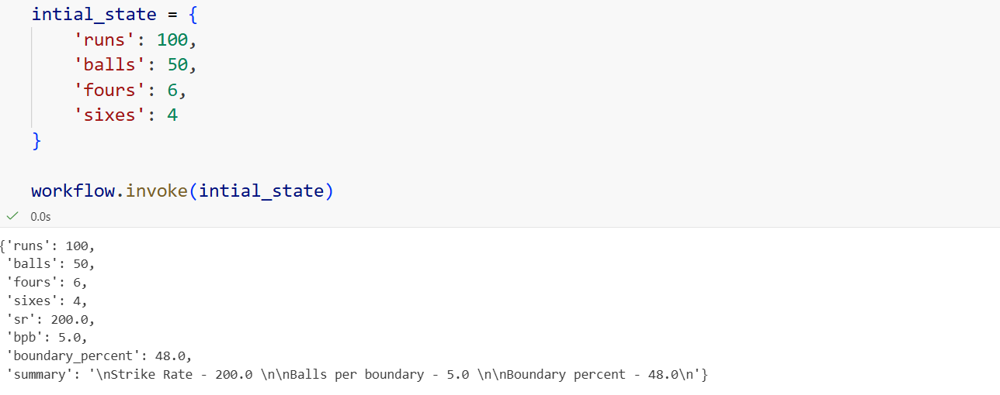 intial_state = {
    'runs': 100,
    'balls': 50,
    'fours': 6,
    'sixes': 4
}
workflow.invoke(intial_state)
0.0s
{'runs': 100,
 'balls': 50,
 'fours': 6,
 'sixes': 4,
 'sr': 200.0,
 'bpb': 5.0,
 'boundary_percent': 48.0,
 'summary': '\nStrike Rate - 200.0 \n\nBalls per boundary - 5.0 \n\nBoundary percent - 48.0\n'}